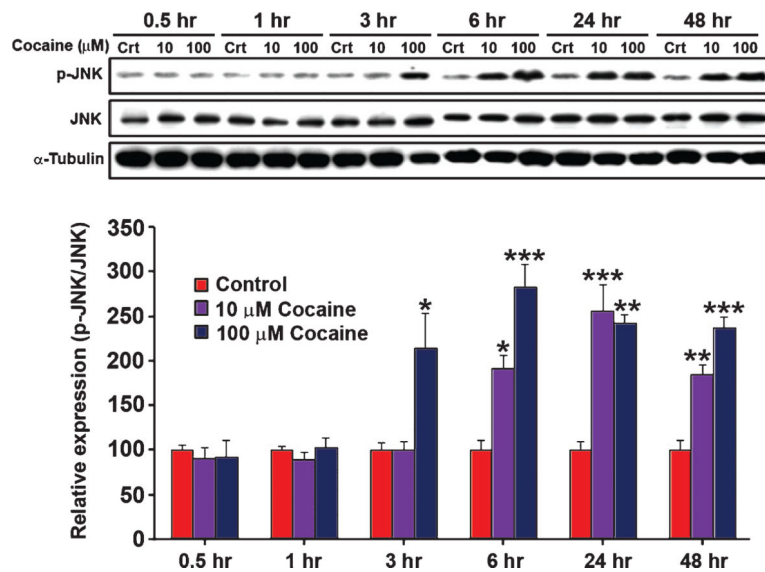 0.5 hr 1 hr 3 hr 6 hr 24 hr 48 hr
Cocaine (μM) Crt 10 100 Crt 10 100 Crt 10 100 Crt 10 100 Crt 10 100 Crt 10 100
p-JNK
JNK
α-Tubulin
Relative expression (p-JNK/JNK)
350
300
250
200
150
100
50
0
Control
10 μM Cocaine
100 μM Cocaine
* * *** *** ** ** ***
0.5 hr 1 hr 3 hr 6 hr 24 hr 48 hr